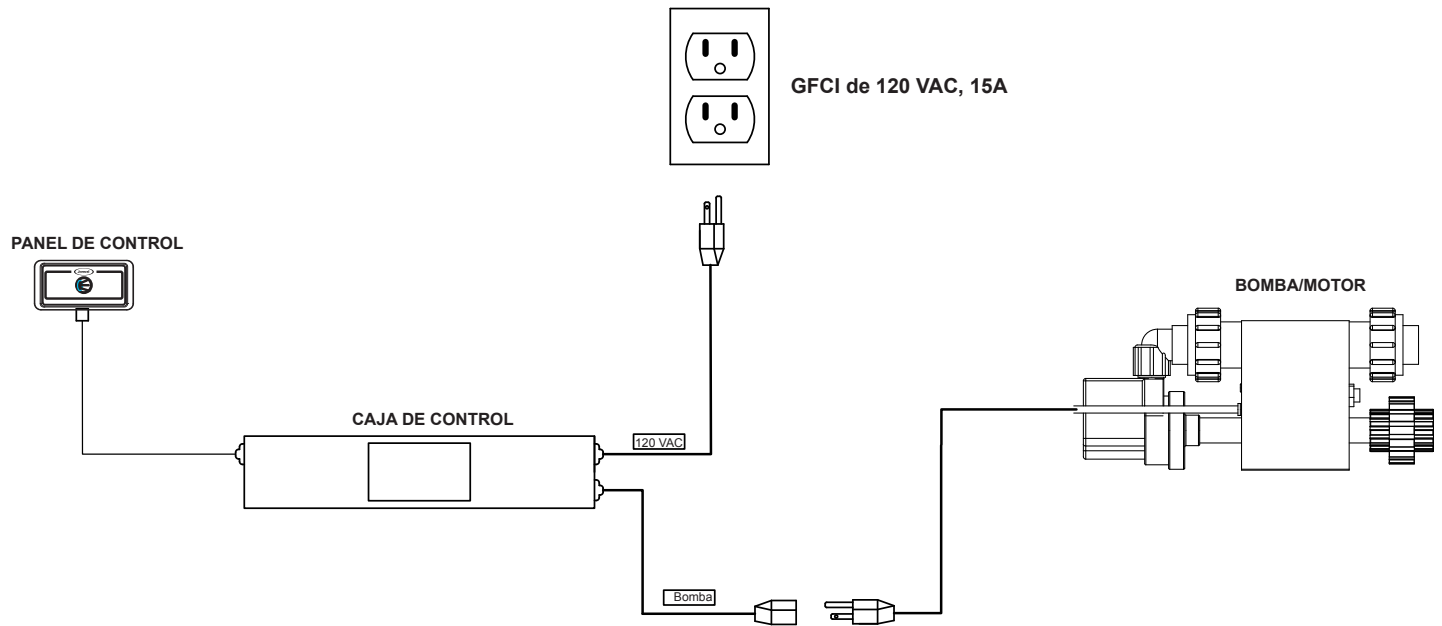 GFCI de 120 VAC, 15A
PANEL DE CONTROL
BOMBA/MOTOR
CAJA DE CONTROL
120 VAC
Bomba